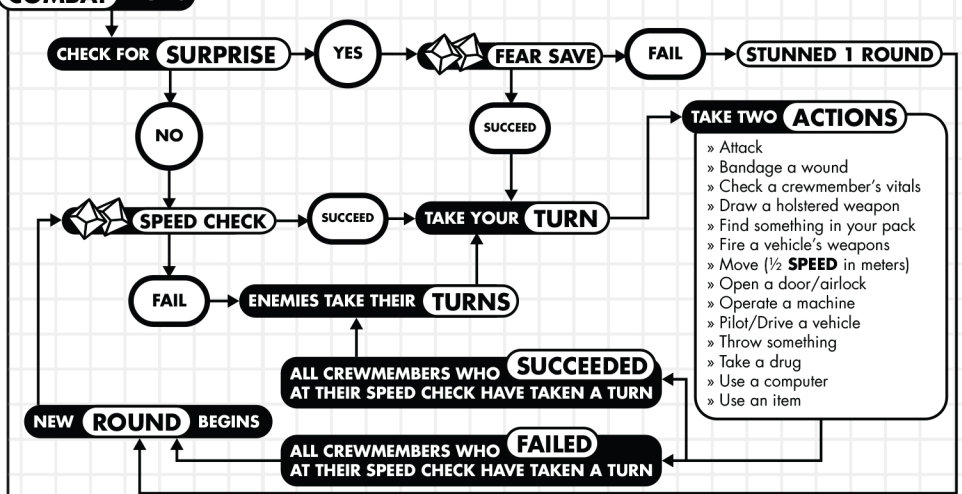 COMBAT
CHECK FOR SURPRISE
YES
FEAR SAVE
FAIL
STUNNED 1 ROUND
NO
SUCCEED
TAKE TWO ACTIONS
» Attack
» Bandage a wound
» Check a crewmember's vitals
» Draw a holstered weapon
» Find something in your pack
» Fire a vehicle's weapons
» Move (½ SPEED in meters)
» Open a door/airlock
» Operate a machine
» Pilot/Drive a vehicle
» Throw something
» Take a drug
» Use a computer
» Use an item
SPEED CHECK
SUCCEED
TAKE YOUR TURN
FAIL
ENEMIES TAKE THEIR TURNS
ALL CREWMEMBERS WHO SUCCEEDED
AT THEIR SPEED CHECK HAVE TAKEN A TURN
NEW ROUND BEGINS
ALL CREWMEMBERS WHO FAILED
AT THEIR SPEED CHECK HAVE TAKEN A TURN